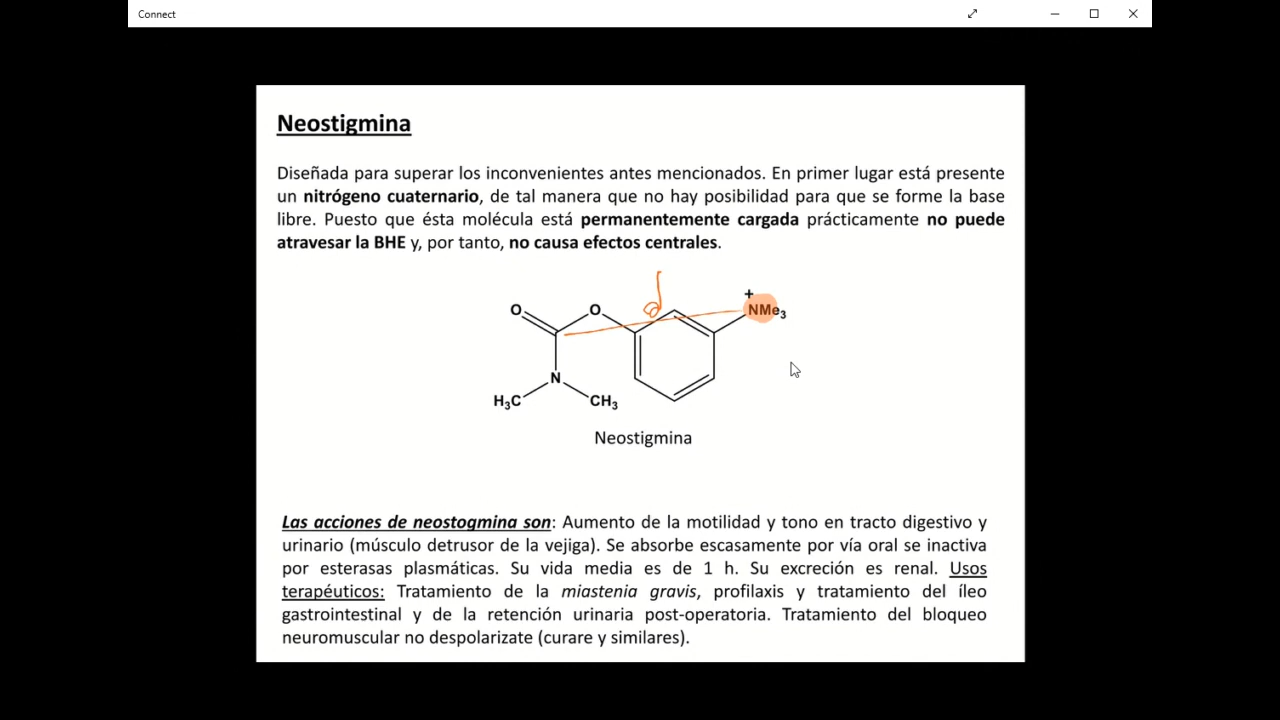 Connect
Neostigmina
Diseñada para superar los inconvenientes antes mencionados. En primer lugar está presente
un nitrógeno cuaternario, de tal manera que no hay posibilidad para que se forme la base
libre. Puesto que ésta molécula está permanentemente cargada prácticamente no puede
atravesar la BHE y, por tanto, no causa efectos centrales.
d
+
O O NMe3
N
H3C CH3
Neostigmina
Las acciones de neostogmina son: Aumento de la motilidad y tono en tracto digestivo y
urinario (músculo detrusor de la vejiga). Se absorbe escasamente por vía oral se inactiva
por esterasas plasmáticas. Su vida media es de 1 h. Su excreción es renal. Usos
terapéuticos: Tratamiento de la miastenia gravis, profilaxis y tratamiento del íleo
gastrointestinal y de la retención urinaria post-operatoria. Tratamiento del bloqueo
neuromuscular no despolarizate (curare y similares).